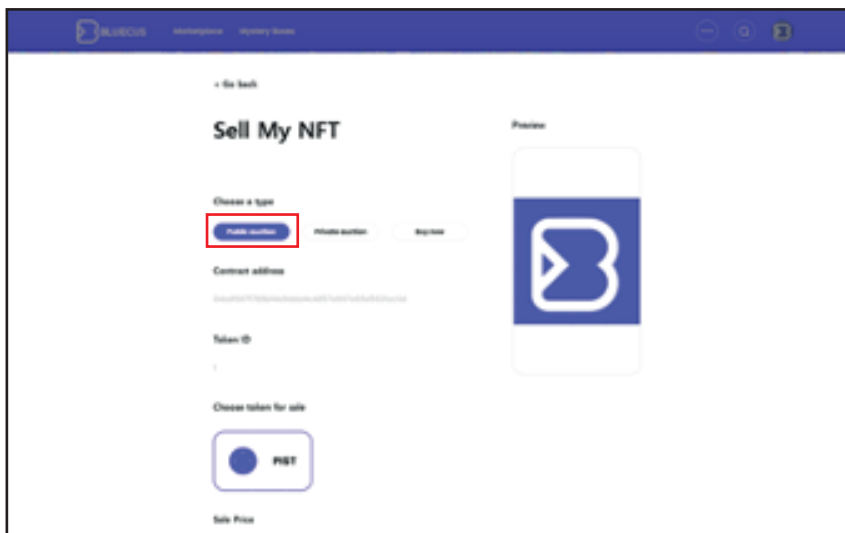 BLUECUS Marketplace Mystery Boxes
Go back
Sell My NFT
Preview
Choose a type
Public auction Private auction Buy now
Contract address
Token ID
1
Choose token for sale
Sale Price